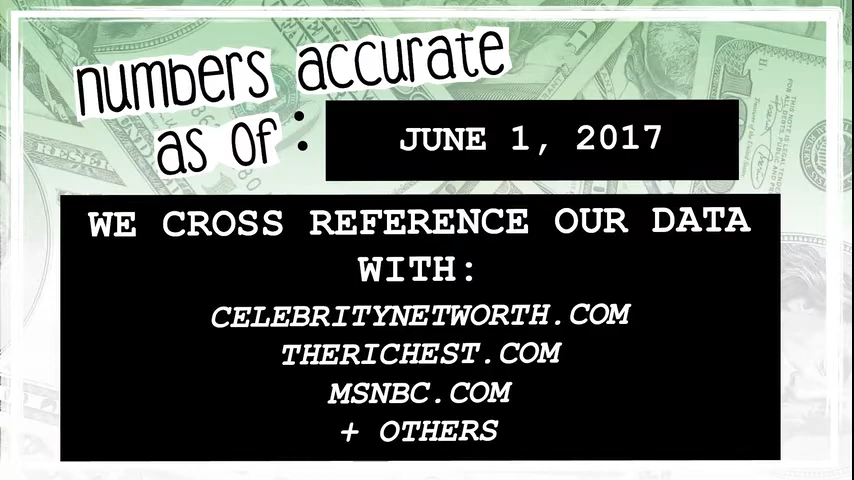 numbers accurate
as of:
JUNE 1, 2017
WE CROSS REFERENCE OUR DATA
WITH:
CELEBRITYNETWORTH.COM
THERICHEST.COM
MSNBC.COM
+ OTHERS